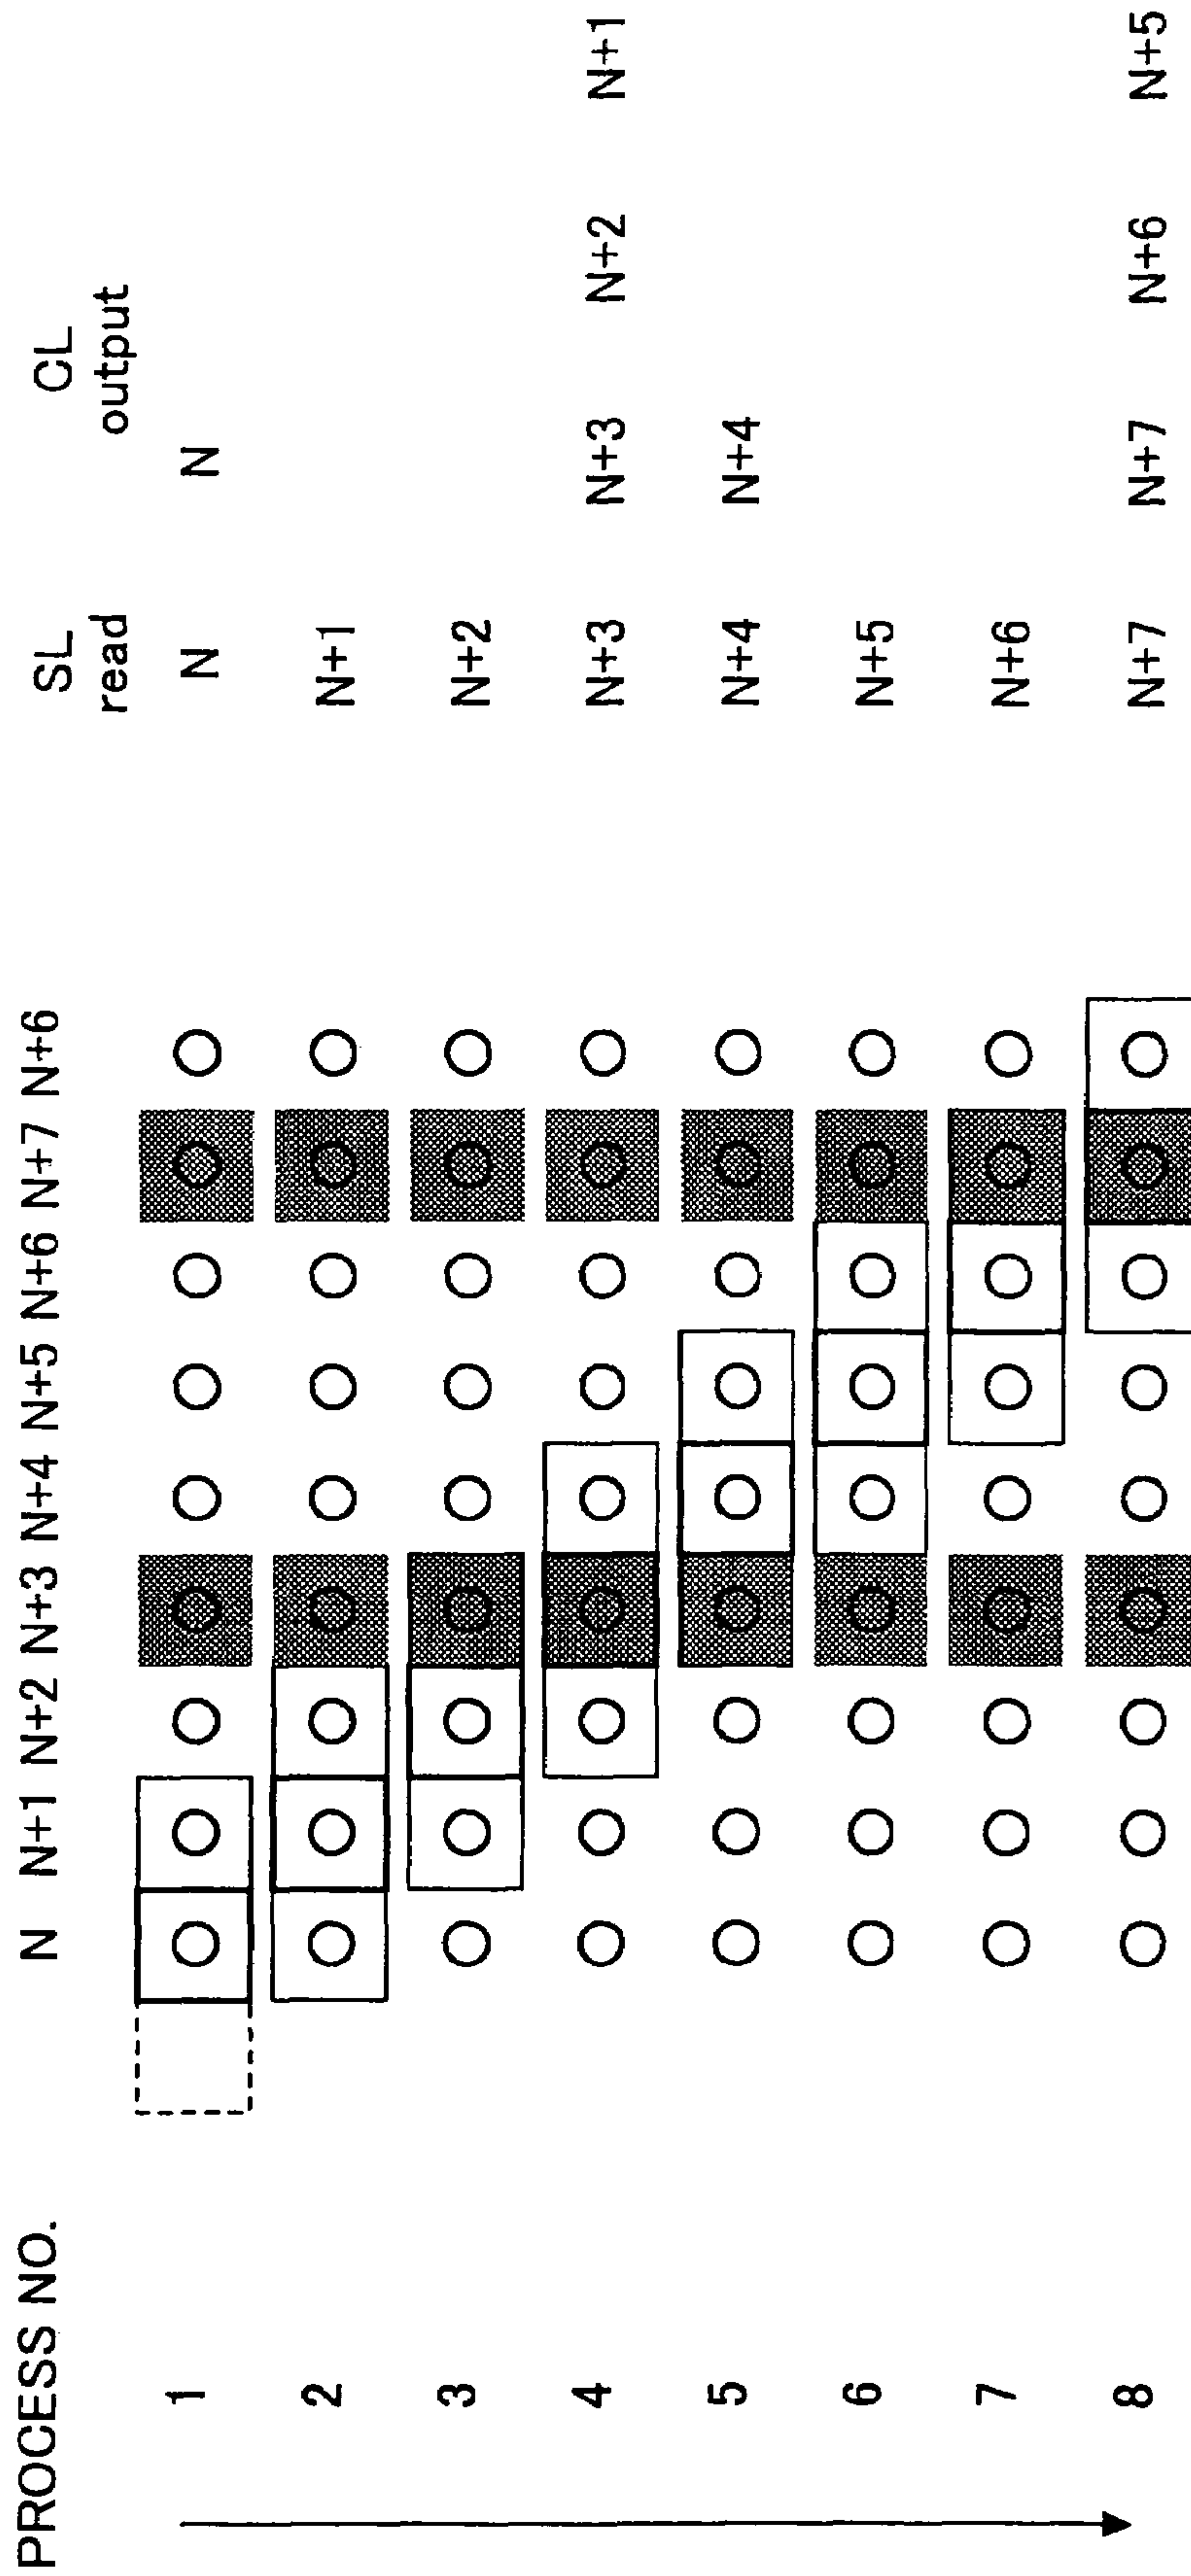 PROCESS NO. N N+1 N+2 N+3 N+4 N+5 N+6 N+7 N+6 SL read CL output
1 N N
2 N+1
3 N+2
4 N+3 N+3 N+2 N+1
5 N+4 N+4
6 N+5
7 N+6
8 N+7 N+7 N+6 N+5